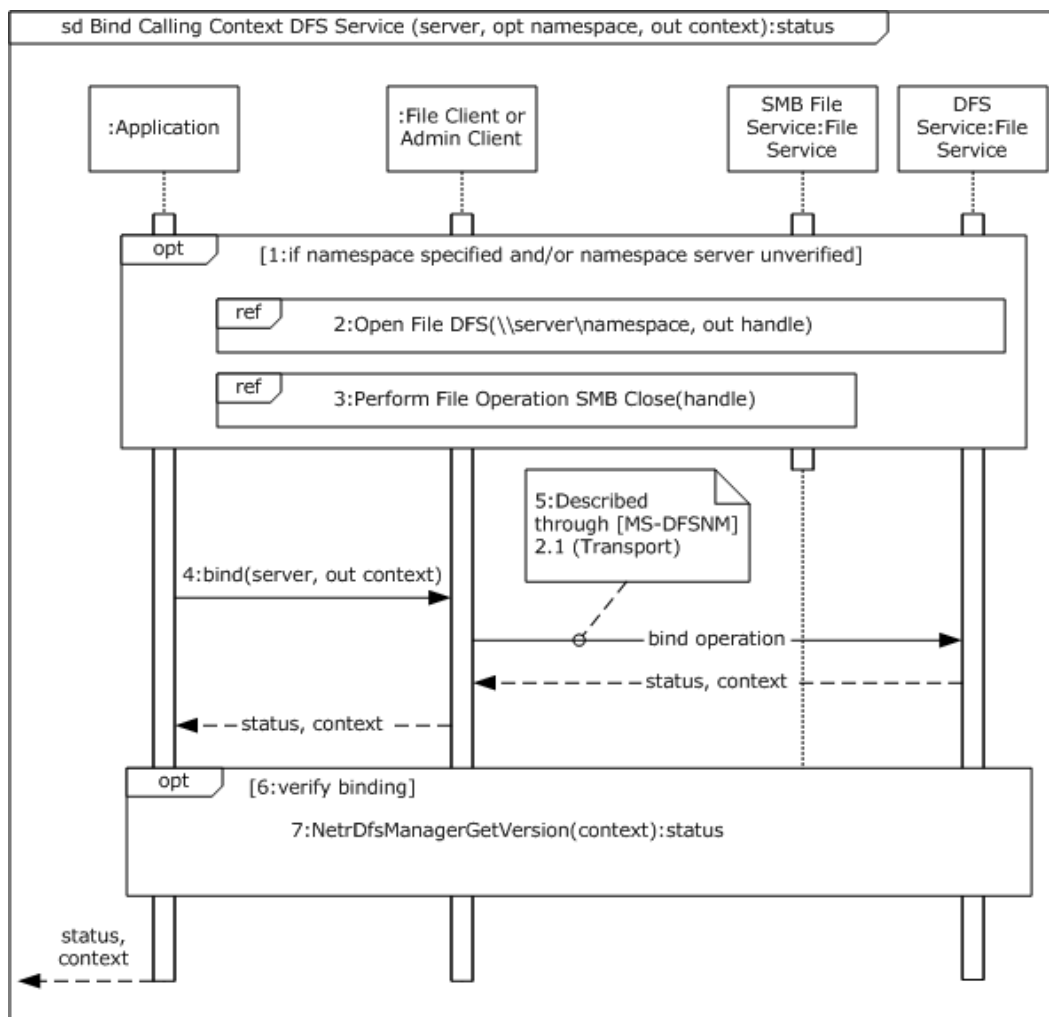 sd Bind Calling Context DFS Service (server, opt namespace, out context):status
:Application
:File Client or
Admin Client
SMB File
Service:File
Service
DFS
Service:File
Service
opt
[1:if namespace specified and/or namespace server unverified]
ref
2:Open File DFS(\\server\namespace, out handle)
ref
3:Perform File Operation SMB Close(handle)
5:Described
through [MS-DFSNM]
2.1 (Transport)
4:bind(server, out context)
bind operation
status, context
status, context
opt
[6:verify binding]
7:NetrDfsManagerGetVersion(context):status
status,
context